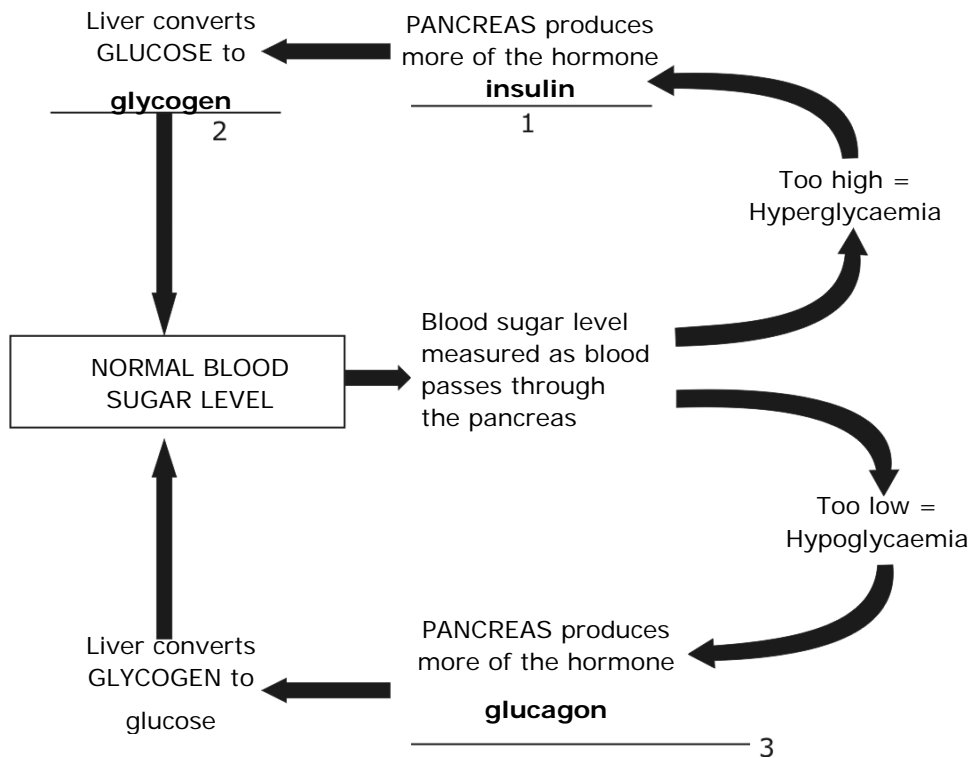 Liver converts
GLUCOSE to
glycogen
2
PANCREAS produces
more of the hormone
insulin
1
Too high =
Hyperglycaemia
NORMAL BLOOD
SUGAR LEVEL
Blood sugar level
measured as blood
passes through
the pancreas
Too low =
Hypoglycaemia
Liver converts
GLYCOGEN to
glucose
PANCREAS produces
more of the hormone
glucagon
3